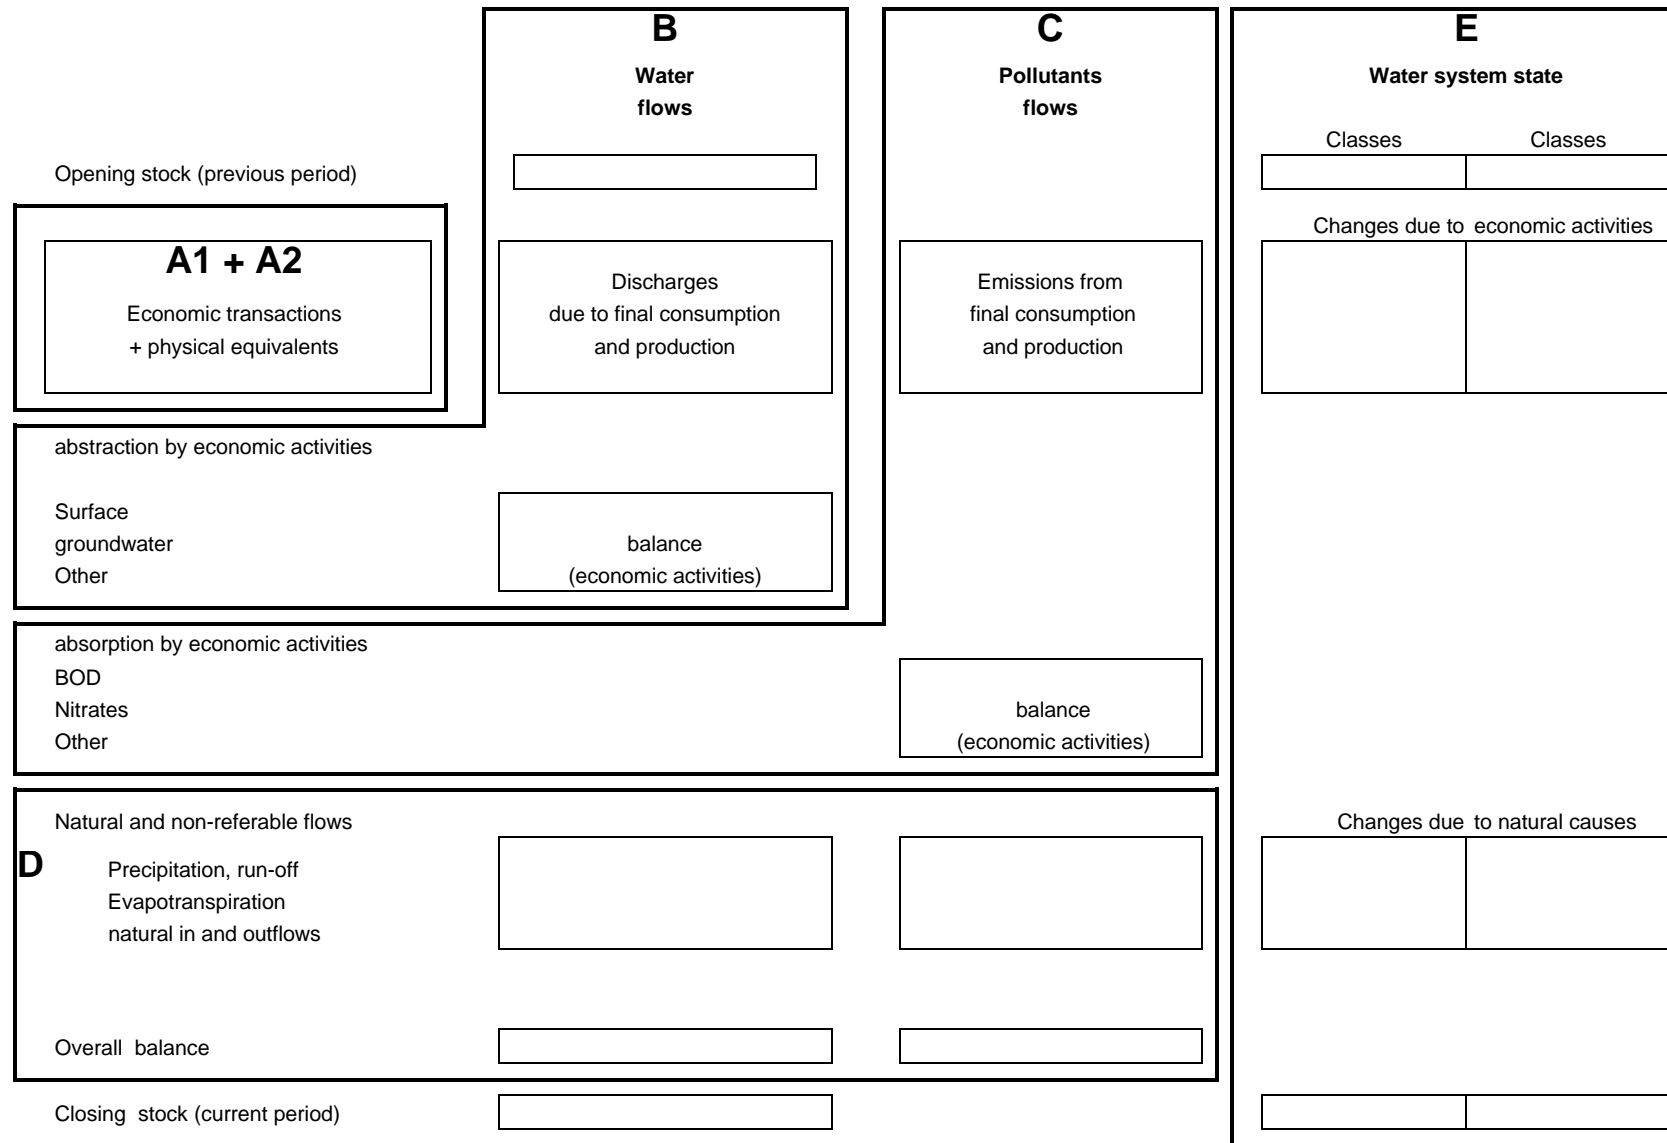 B
C
E
Water
flows
Pollutants
flows
Water system state
Classes
Classes
Opening stock (previous period)
Changes due to economic activities
A1 + A2
Economic transactions
+ physical equivalents
Discharges
due to final consumption
and production
Emissions from
final consumption
and production
abstraction by economic activities
Surface
groundwater
Other
balance
(economic activities)
absorption by economic activities
BOD
Nitrates
Other
balance
(economic activities)
Natural and non-referable flows
Changes due to natural causes
D
Precipitation, run-off
Evapotranspiration
natural in and outflows
Overall balance
Closing stock (current period)